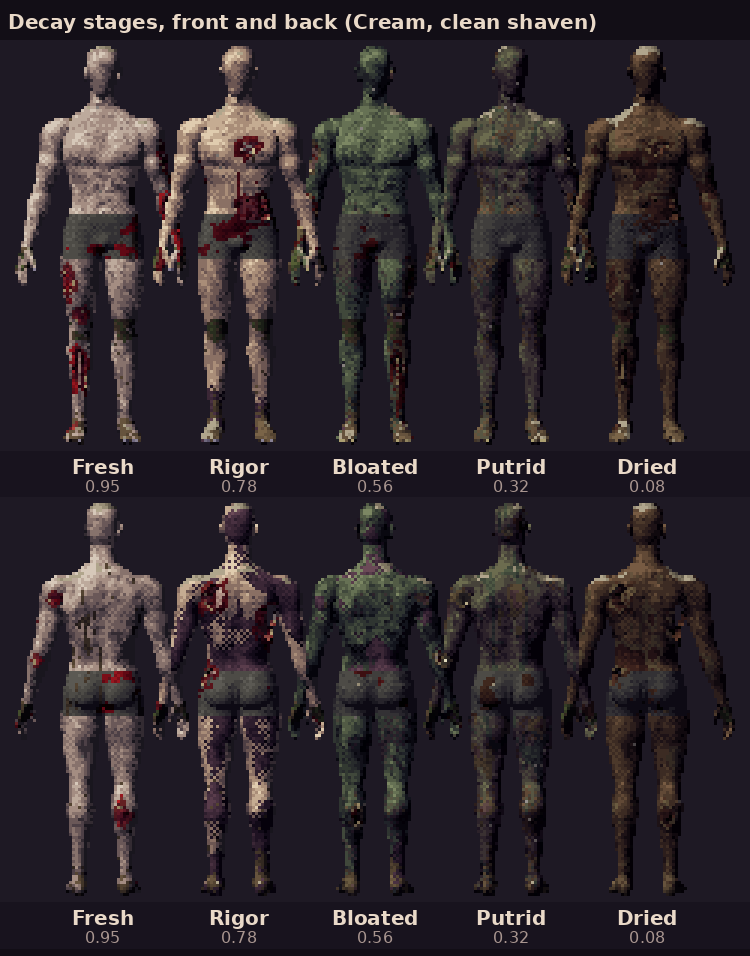 Decay stages, front and back (Cream, clean shaven)
Fresh Rigor Bloated Putrid Dried
0.95 0.78 0.56 0.32 0.08
Fresh Rigor Bloated Putrid Dried
0.95 0.78 0.56 0.32 0.08